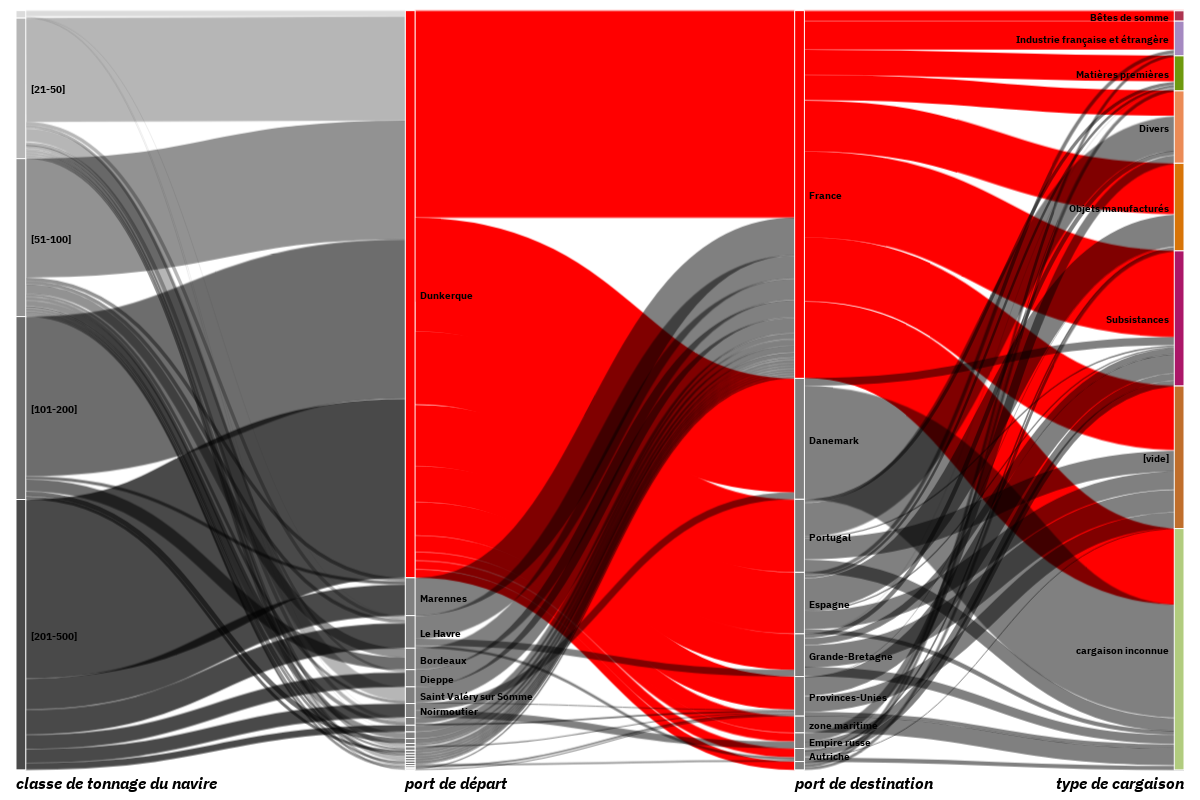 [21-50]
[51-100]
[101-200]
[201-500]
Dunkerque
Marennes
Le Havre
Bordeaux
Dieppe
Saint Valéry sur Somme
Noirmoutier
France
Danemark
Portugal
Espagne
Grande-Bretagne
Provinces-Unies
zone maritime
Empire russe
Autriche
Bêtes de somme
Industrie française et étrangère
Matières premières
Divers
Objets manufacturés
Subsistances
[vide]
cargaison inconnue
classe de tonnage du navire
port de départ
port de destination
type de cargaison